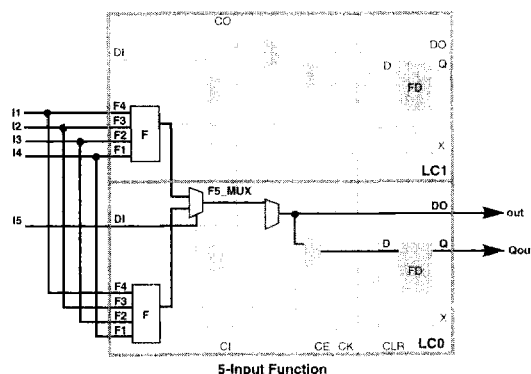 CO
DI
DO
D
Q
FD
I1
F4
I2
F3
I3
F2
I4
F1
F
X
LC1
F5_MUX
I5
DI
DO
out
D
Q
Qou
FD
F4
F3
F2
F1
F
X
CI
CE
CK
CLR
LC0
5-Input Function